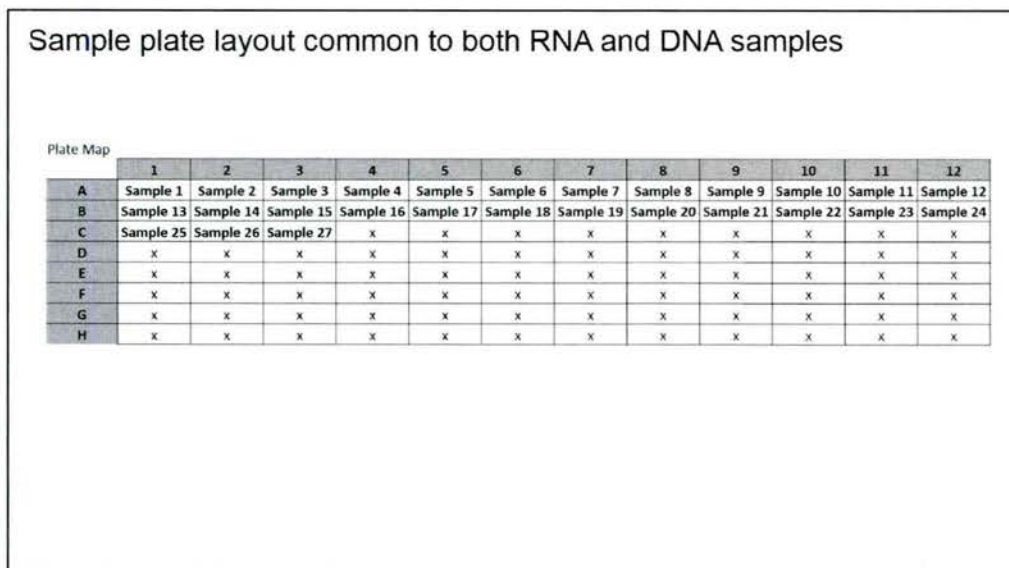 Sample plate layout common to both RNA and DNA samples
Plate Map
1 2 3 4 5 6 7 8 9 10 11 12
A Sample 1 Sample 2 Sample 3 Sample 4 Sample 5 Sample 6 Sample 7 Sample 8 Sample 9 Sample 10 Sample 11 Sample 12
B Sample 13 Sample 14 Sample 15 Sample 16 Sample 17 Sample 18 Sample 19 Sample 20 Sample 21 Sample 22 Sample 23 Sample 24
C Sample 25 Sample 26 Sample 27 x x x x x x x x x
D x x x x x x x x x x x x
E x x x x x x x x x x x x
F x x x x x x x x x x x x
G x x x x x x x x x x x x
H x x x x x x x x x x x x